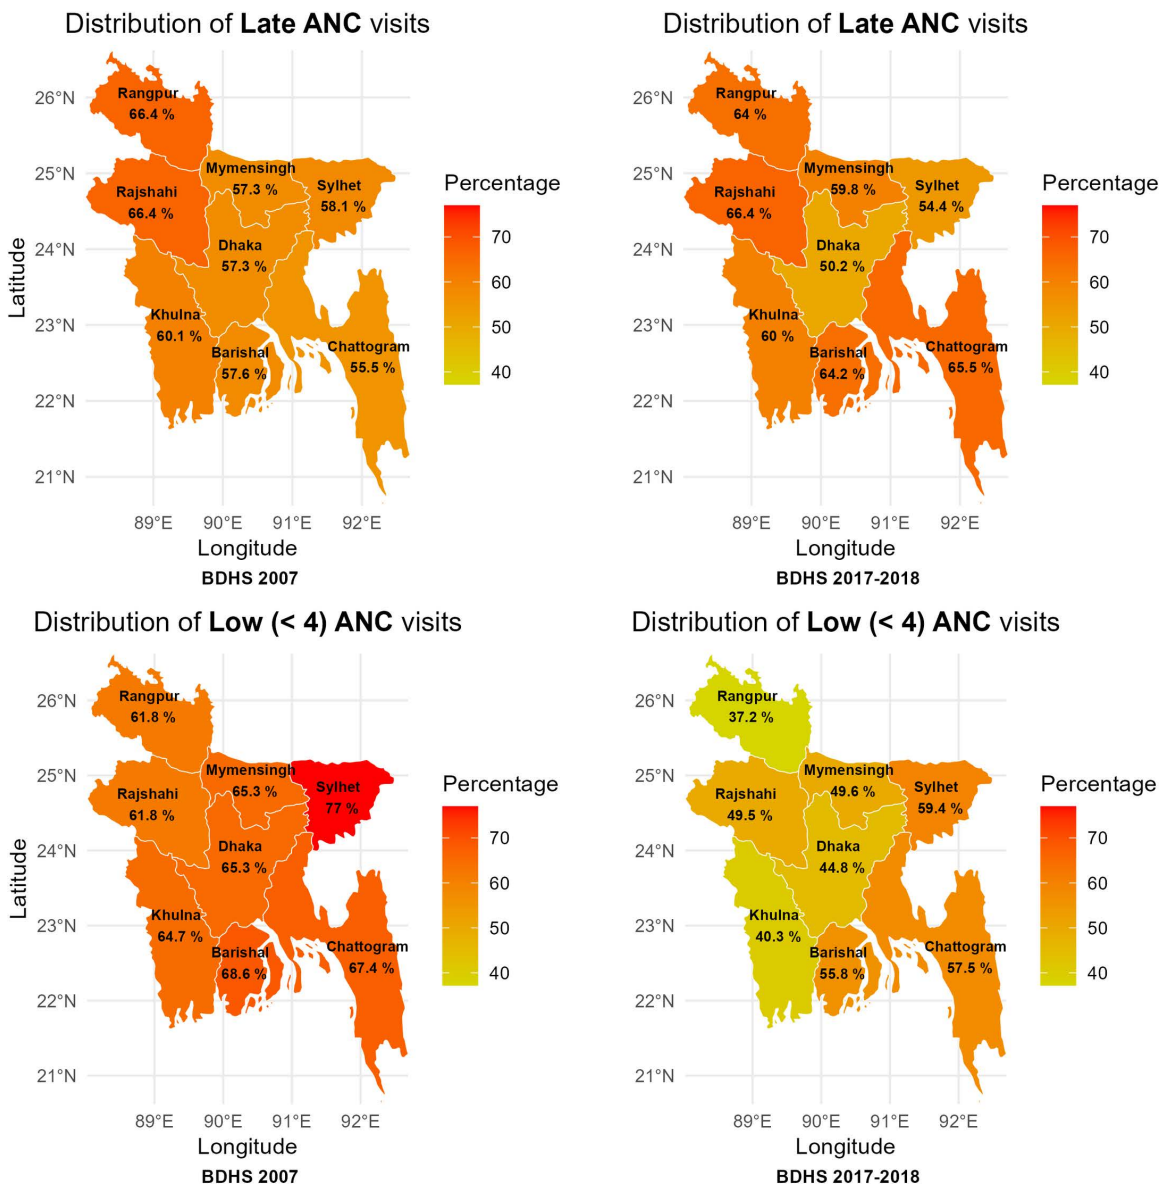 Distribution of Late ANC visits
26°N
25°N
24°N
23°N
22°N
21°N
Latitude
Rangpur
66.4 %
Rajshahi
66.4 %
Mymensingh
57.3 %
Sylhet
58.1 %
Dhaka
57.3 %
Khulna
60.1 %
Barishal
57.6 %
Chattogram
55.5 %
Percentage
70
60
50
40
89°E 90°E 91°E 92°E
Longitude
BDHS 2007
Distribution of Late ANC visits
26°N
25°N
24°N
23°N
22°N
21°N
Rangpur
64 %
Rajshahi
66.4 %
Mymensingh
59.8 %
Sylhet
54.4 %
Dhaka
50.2 %
Khulna
60 %
Barishal
64.2 %
Chattogram
65.5 %
Percentage
70
60
50
40
89°E 90°E 91°E 92°E
Longitude
BDHS 2017-2018
Distribution of Low (< 4) ANC visits
26°N
25°N
24°N
23°N
22°N
21°N
Latitude
Rangpur
61.8 %
Rajshahi
61.8 %
Mymensingh
65.3 %
Sylhet
77 %
Dhaka
65.3 %
Khulna
64.7 %
Barishal
68.6 %
Chattogram
67.4 %
Percentage
70
60
50
40
89°E 90°E 91°E 92°E
Longitude
BDHS 2007
Distribution of Low (< 4) ANC visits
26°N
25°N
24°N
23°N
22°N
21°N
Rangpur
37.2 %
Rajshahi
49.5 %
Mymensingh
49.6 %
Sylhet
59.4 %
Dhaka
44.8 %
Khulna
40.3 %
Barishal
55.8 %
Chattogram
57.5 %
Percentage
70
60
50
40
89°E 90°E 91°E 92°E
Longitude
BDHS 2017-2018